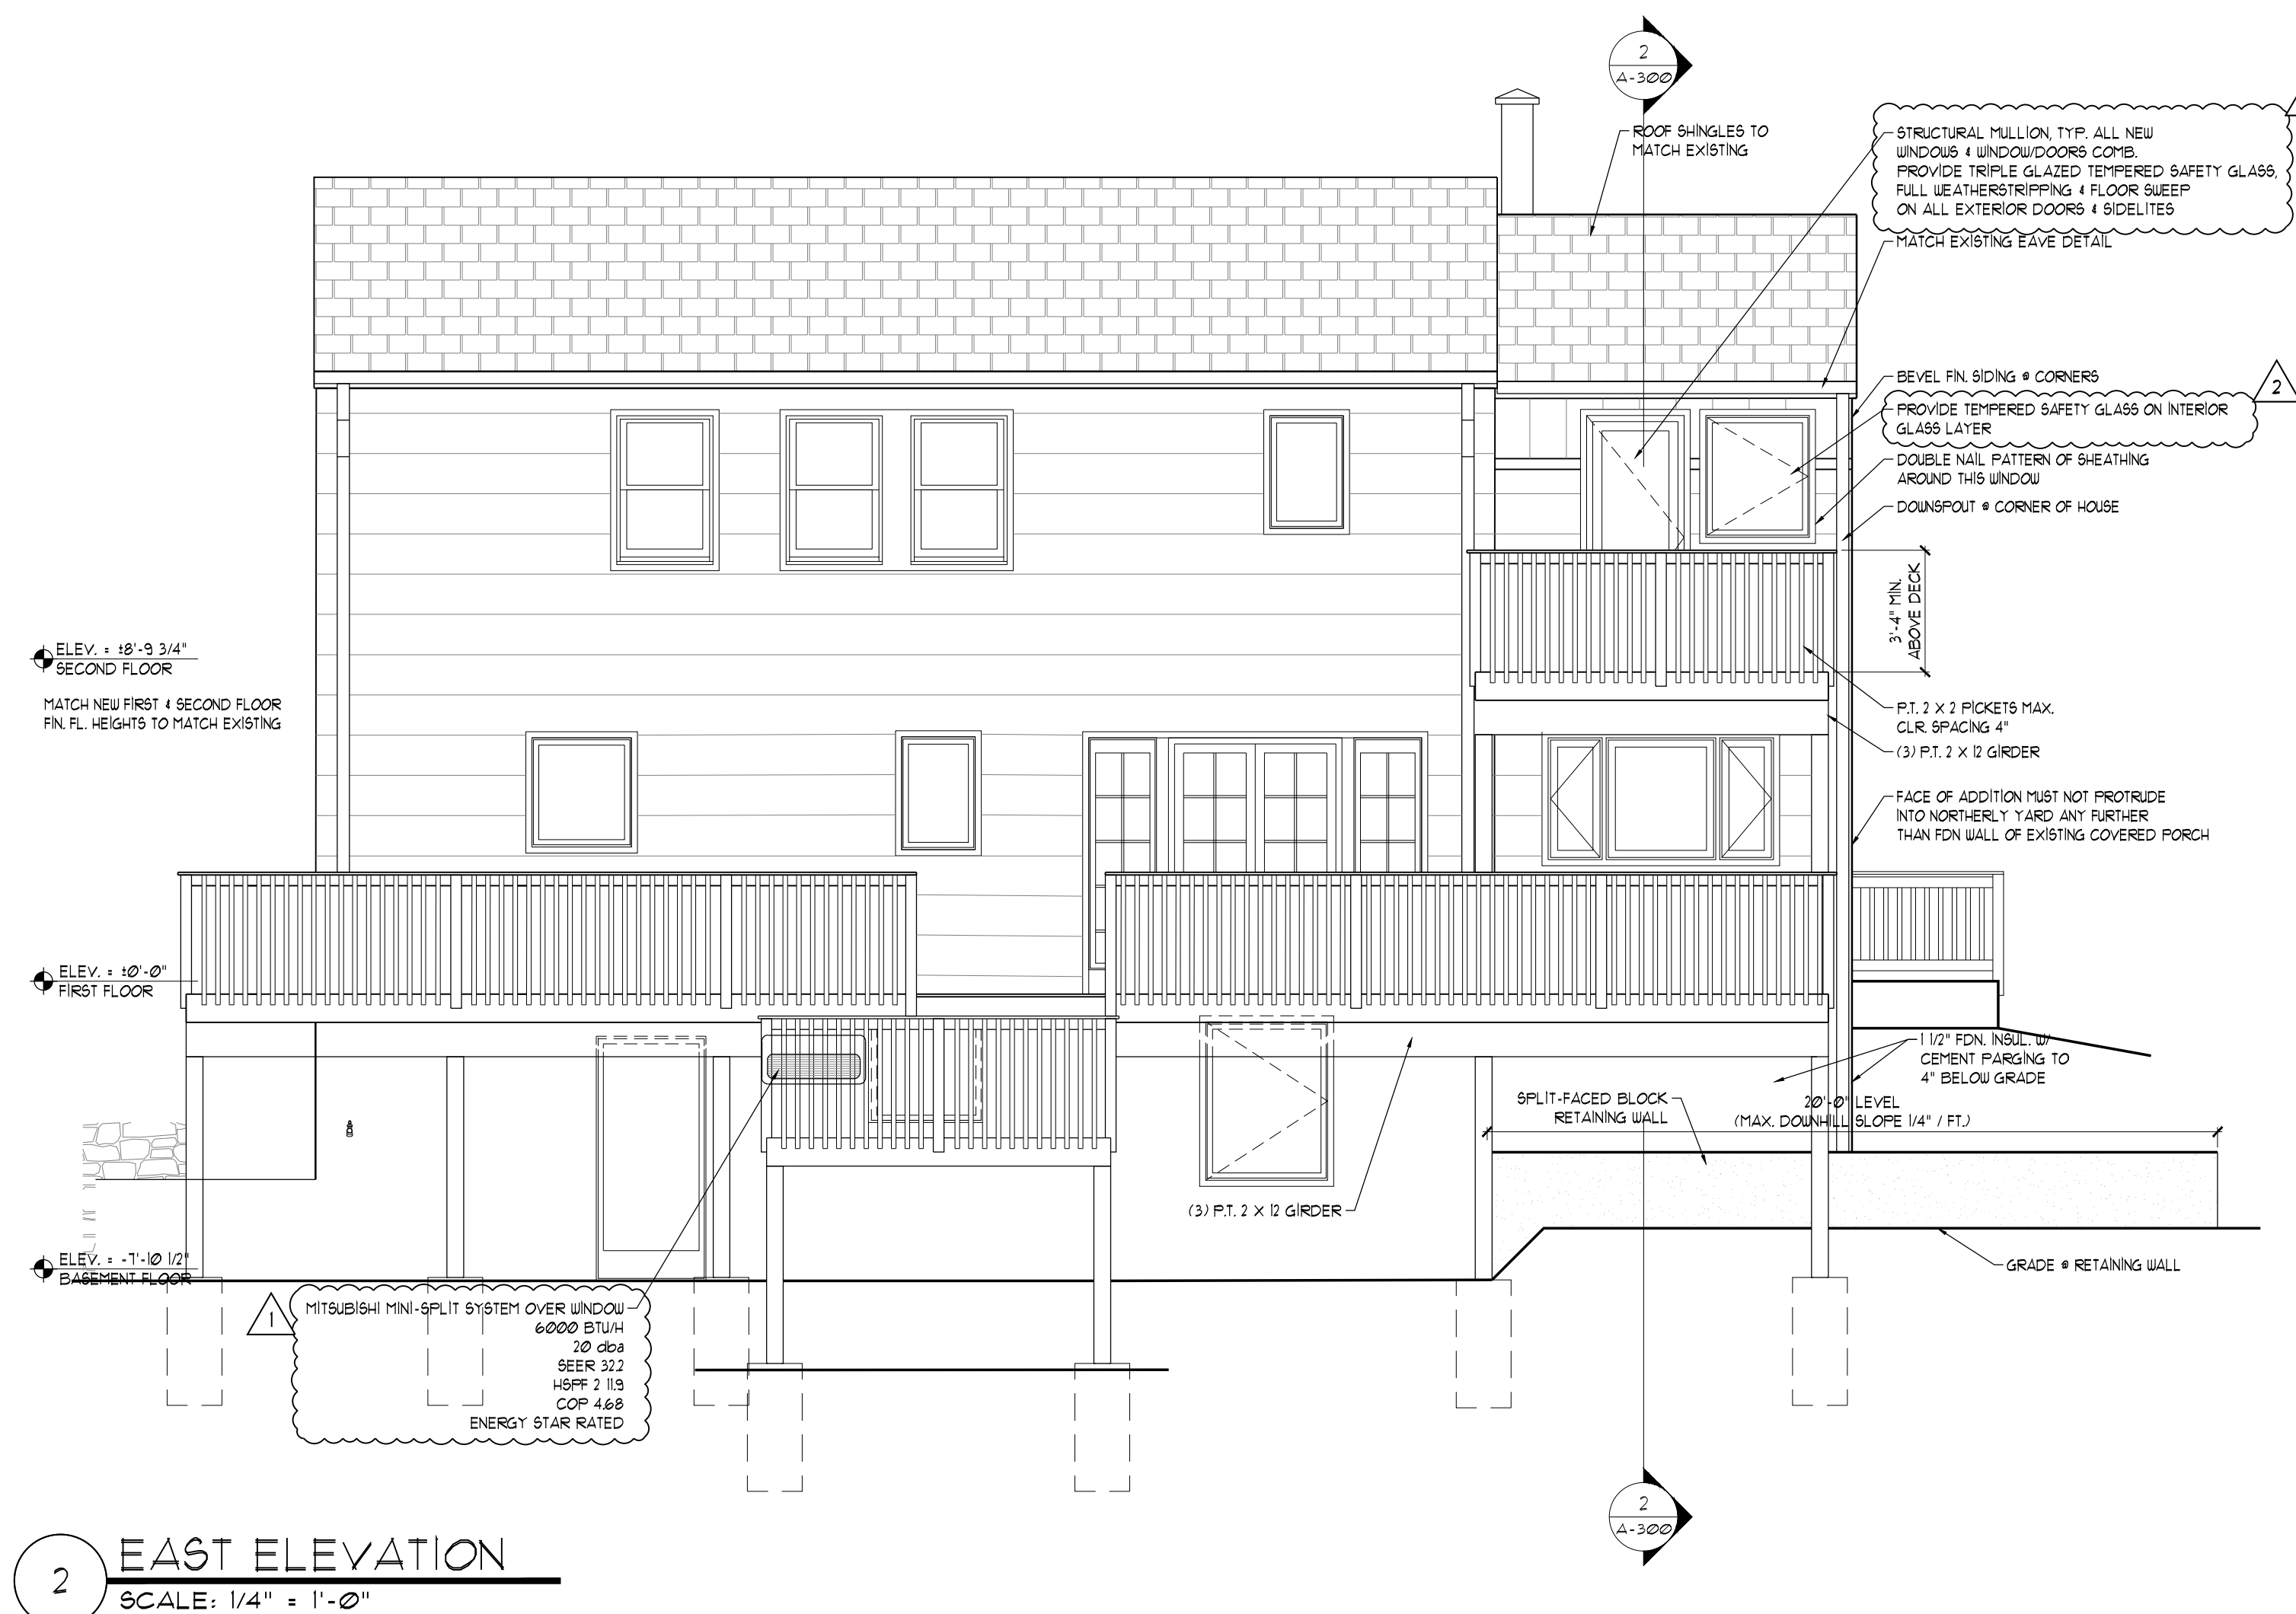 2
A-300
ROOF SHINGLES TO
MATCH EXISTING
STRUCTURAL MULLION, TYP. ALL NEW
WINDOWS & WINDOW/DOORS COMB.
PROVIDE TRIPLE GLAZED TEMPERED SAFETY GLASS,
FULL WEATHERSTRIPPING & FLOOR SWEEP
ON ALL EXTERIOR DOORS & SIDELITES
MATCH EXISTING EAVE DETAIL
BEVEL FIN. SIDING @ CORNERS
2
PROVIDE TEMPERED SAFETY GLASS ON INTERIOR
GLASS LAYER
DOUBLE NAIL PATTERN OF SHEATHING
AROUND THIS WINDOW
DOWNSPOUT @ CORNER OF HOUSE
3'-4" MIN.
ABOVE DECK
ELEV. = ±8'-9 3/4"
SECOND FLOOR
MATCH NEW FIRST & SECOND FLOOR
FIN. FL. HEIGHTS TO MATCH EXISTING
P.T. 2 X 2 PICKETS MAX.
CLR. SPACING 4"
(3) P.T. 2 X 12 GIRDER
FACE OF ADDITION MUST NOT PROTRUDE
INTO NORTHERLY YARD ANY FURTHER
THAN FDN WALL OF EXISTING COVERED PORCH
ELEV. = ±0'-0"
FIRST FLOOR
1 1/2" FDN. INSUL. W/
CEMENT PARGING TO
4" BELOW GRADE
SPLIT-FACED BLOCK
RETAINING WALL
20'-0" LEVEL
(MAX. DOWNHILL SLOPE 1/4" / FT.)
(3) P.T. 2 X 12 GIRDER
ELEV. = -7'-10 1/2"
BASEMENT FLOOR
GRADE @ RETAINING WALL
1
MITSUBISHI MINI-SPLIT SYSTEM OVER WINDOW
6000 BTU/H
20 dba
SEER 32.2
HSPF 2 11.9
COP 4.68
ENERGY STAR RATED
2
A-300
2
EAST ELEVATION
SCALE: 1/4" = 1'-0"